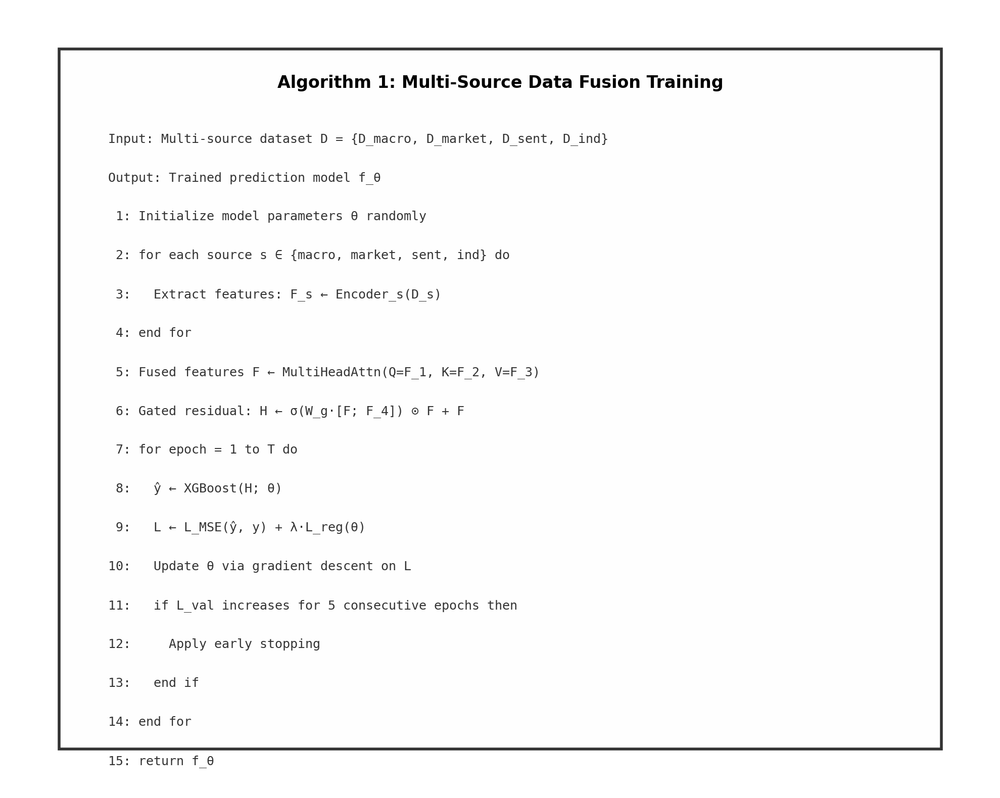 Algorithm 1: Multi-Source Data Fusion Training
Input: Multi-source dataset D = {D_macro, D_market, D_sent, D_ind}
Output: Trained prediction model f_θ
1: Initialize model parameters θ randomly
2: for each source s ∈ {macro, market, sent, ind} do
3:   Extract features: F_s ← Encoder_s(D_s)
4: end for
5: Fused features F ← MultiHeadAttn(Q=F_1, K=F_2, V=F_3)
6: Gated residual: H ← σ(W_g·[F; F_4]) ⊙ F + F
7: for epoch = 1 to T do
8:   ŷ ← XGBoost(H; θ)
9:   L ← L_MSE(ŷ, y) + λ·L_reg(θ)
10:   Update θ via gradient descent on L
11:   if L_val increases for 5 consecutive epochs then
12:     Apply early stopping
13:   end if
14: end for
15: return f_θ